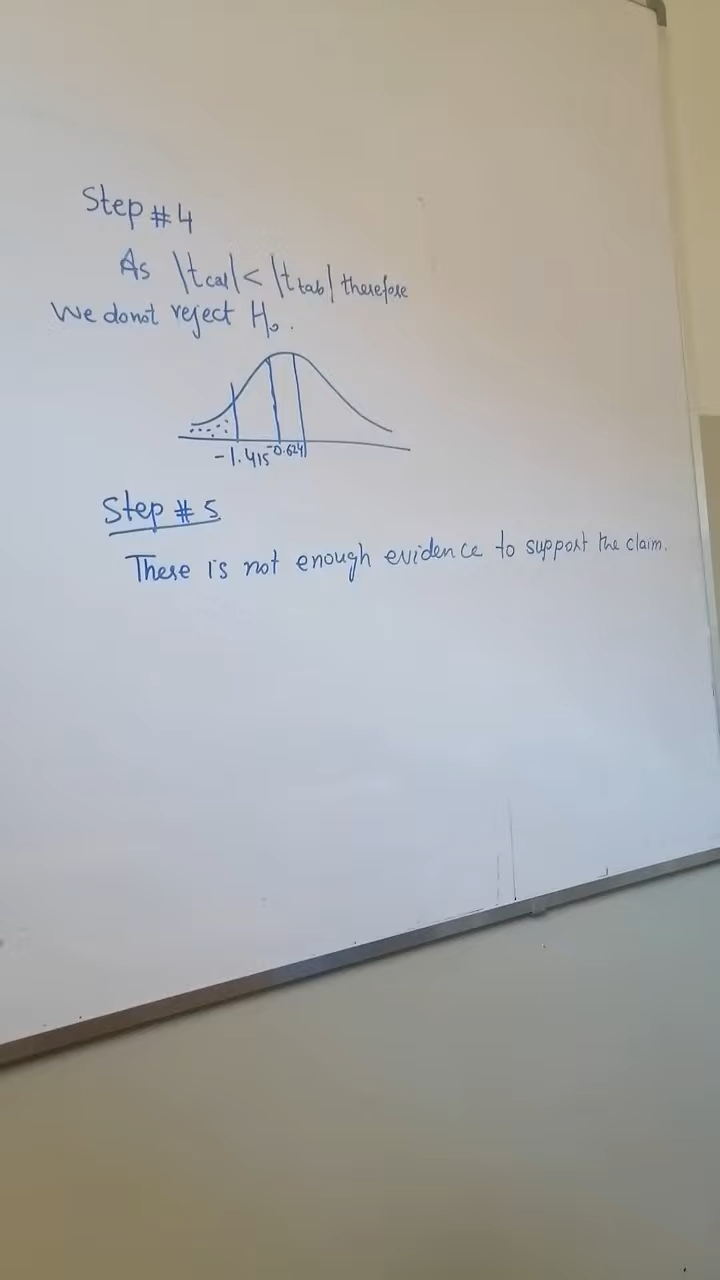 Step #4
As |tcal| < |ttab| therefore
We donot reject H₀.
-1.415 -0.624
Step # 5
There is not enough evidence to support the claim.